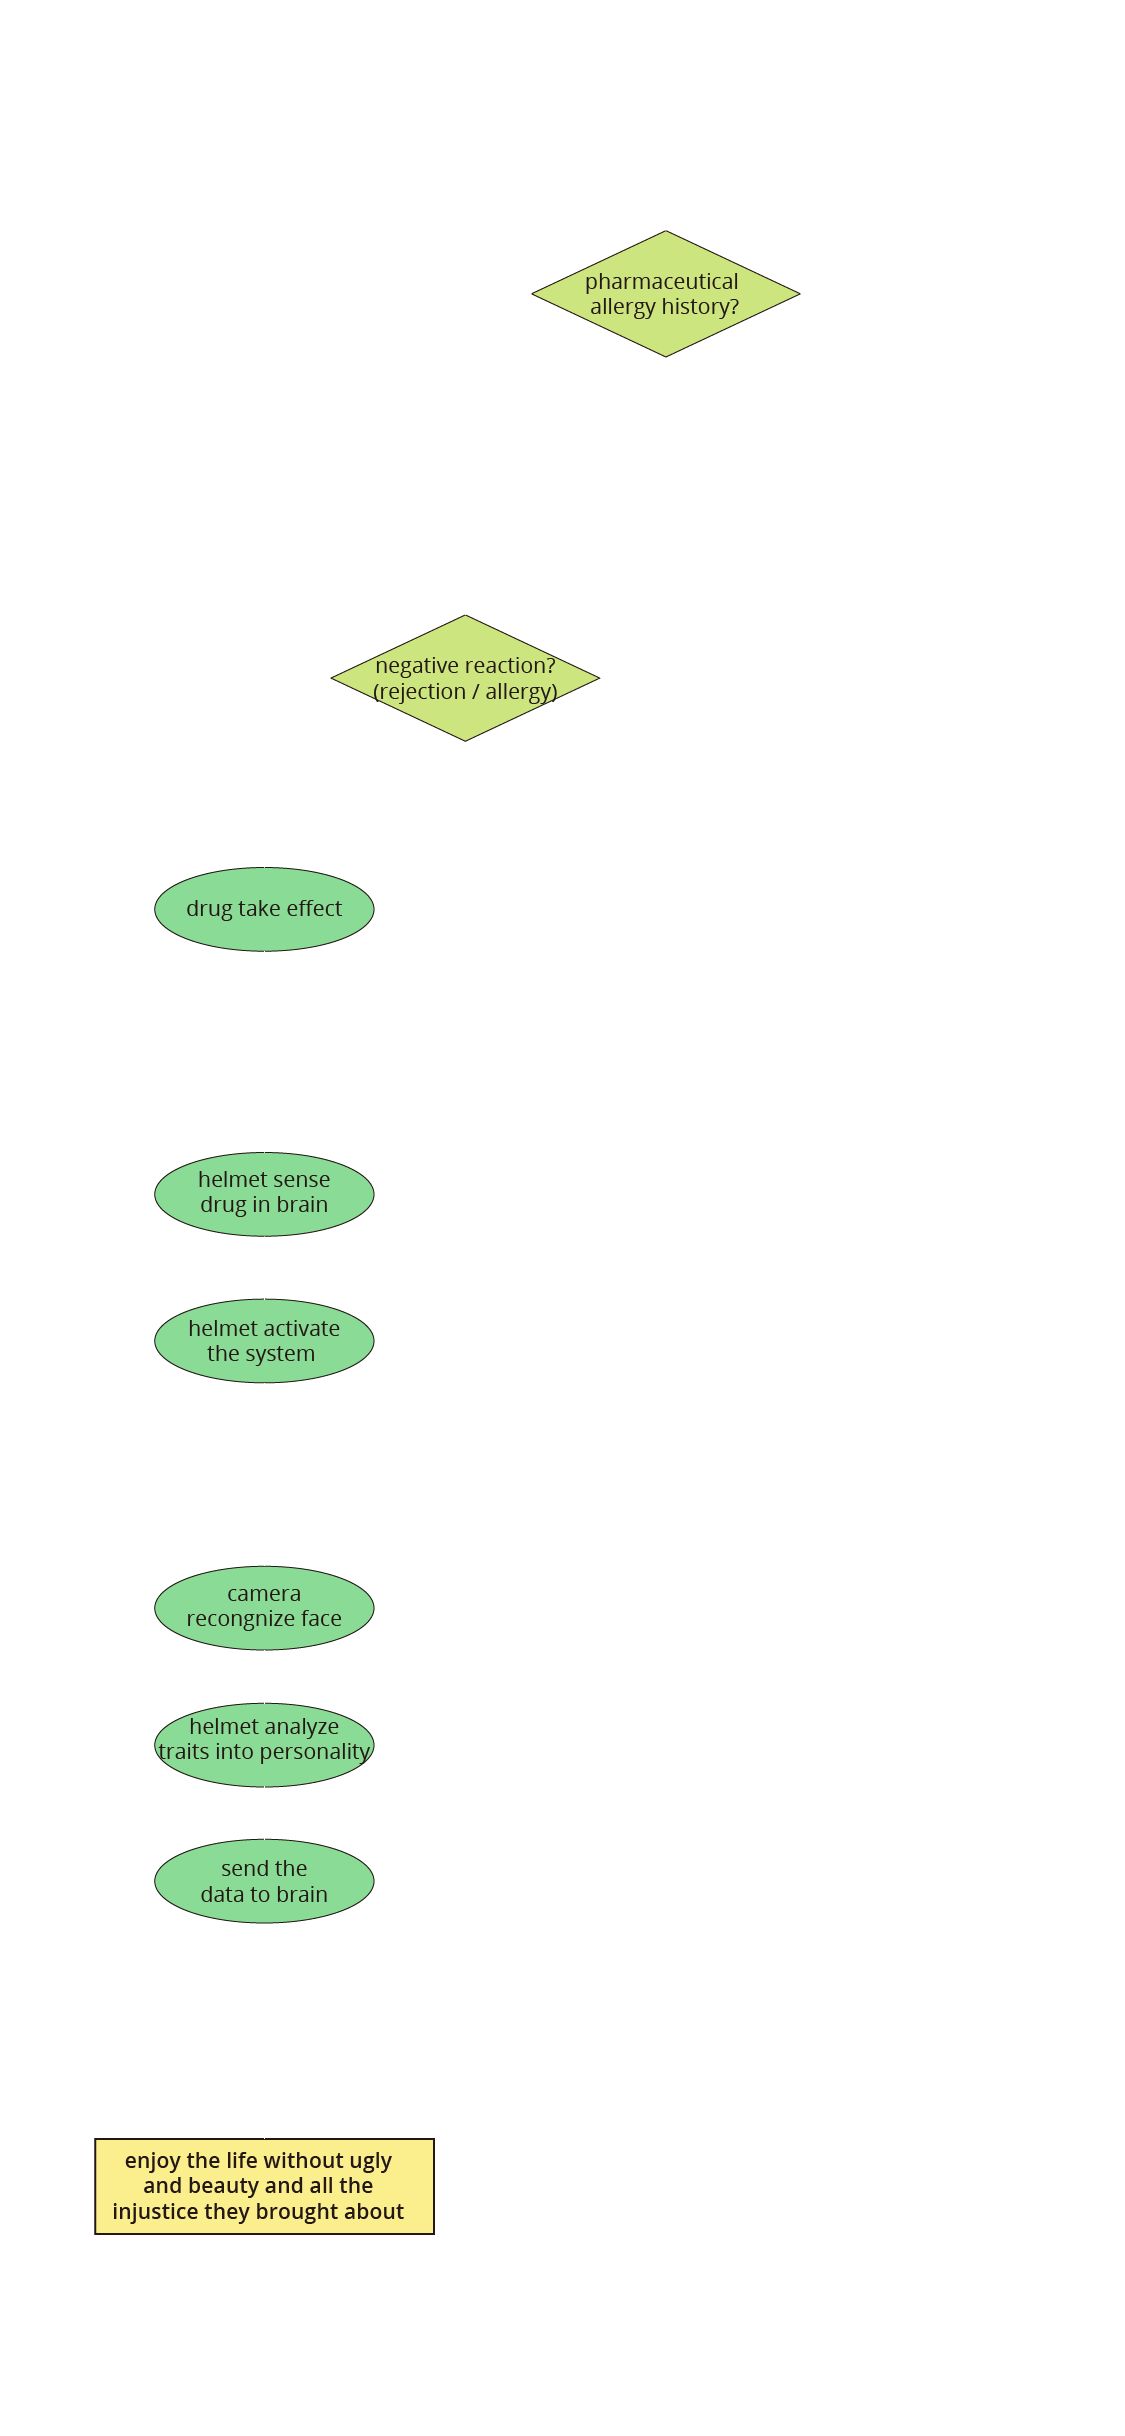 pharmaceutical
allergy history?
negative reaction?
(rejection / allergy)
drug take effect
helmet sense
drug in brain
helmet activate
the system
camera
recongnize face
helmet analyze
traits into personality
send the
data to brain
enjoy the life without ugly
and beauty and all the
injustice they brought about